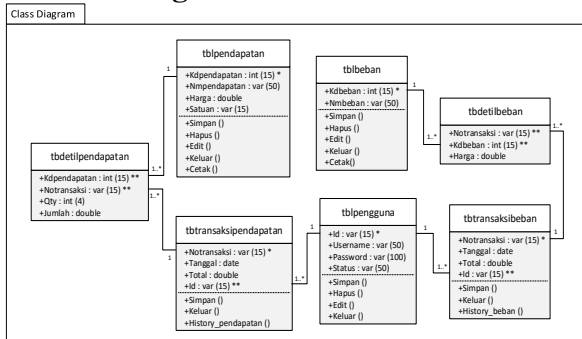 Class Diagram
tblpendapatan
+Kdpendapatan : int (15) *
+Nmpendapatan : var (50)
+Harga : double
+Satuan : var (15)
+Simpan ()
+Hapus ()
+Edit ()
+Keluar ()
+Cetak ()
tblbeban
+Kdbeban : int (15) *
+Nmbeban : var (50)
+Simpan ()
+Hapus ()
+Edit ()
+Keluar ()
+Cetak()
tbdetilbeban
+Notransaksi : var (15) **
+Kdbeban : int (15) **
+Harga : double
tbdetilpendapatan
+Kdpendapatan : int (15) **
+Notransaksi : var (15) **
+Qty : int (4)
+Jumlah : double
tbtransaksipendapatan
+Notransaksi : var (15) *
+Tanggal : date
+Total : double
+Id : var (15) **
+Simpan ()
+Keluar ()
+History_pendapatan ()
tblpengguna
+Id : var (15) *
+Username : var (50)
+Password : var (100)
+Status : var (50)
+Simpan ()
+Hapus ()
+Edit ()
+Keluar ()
tbtransaksibeban
+Notransaksi : var (15) *
+Tanggal : date
+Total : double
+Id : var (15) **
+Simpan ()
+Keluar ()
+History_beban ()
1
1..*
1
1..*
1..*
1
1..*
1
1
1..*
1..*
1